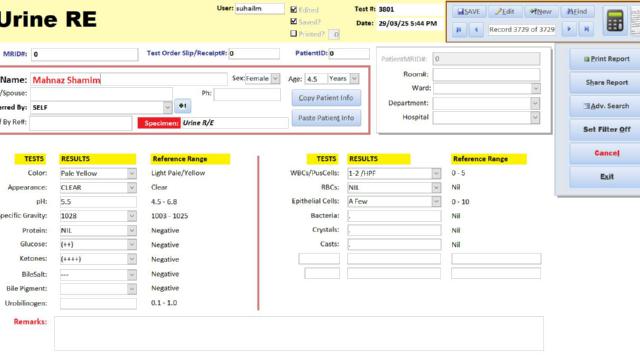 Urine RE
User: suhailm
Edited
Saved?
Printed? 0
Test #: 3801
Date: 29/03/25 5:44 PM
SAVE Edit New Find
Record 3729 of 3729
MRID#: 0
Test Order Slip/Receipt#: 0
PatientID: 0
PatientMRID#: 0
Name: Mahnaz Shamim
Sex: Female
Age: 4.5 Years
/Spouse:
Ph:
Copy Patient Info
rred By: SELF
f By Ref#:
Specimen: Urine R/E
Paste Patient Info
Room#:
Ward:
Department:
Hospital
Print Report
Share Report
Adv. Search
Set Filter Off
Cancel
Exit
TESTS RESULTS Reference Range
Color: Pale Yellow Light Pale/Yellow
Appearance: CLEAR Clear
pH: 5.5 4.5 - 6.8
pecific Gravity: 1028 1003 - 1025
Protein: NIL Negative
Glucose: (++) Negative
Ketones: (++++) Negative
BileSalt: --- Negative
Bile Pigment: Negative
Urobilinogen: 0.1 - 1.0
TESTS RESULTS Reference Range
WBCs/PusCells: 1-2 /HPF 0 - 5
RBCs: NIL Nil
Epithelial Cells: A Few 0 - 10
Bacteria: . Nil
Crystals: . Nil
Casts: . Nil
Remarks: